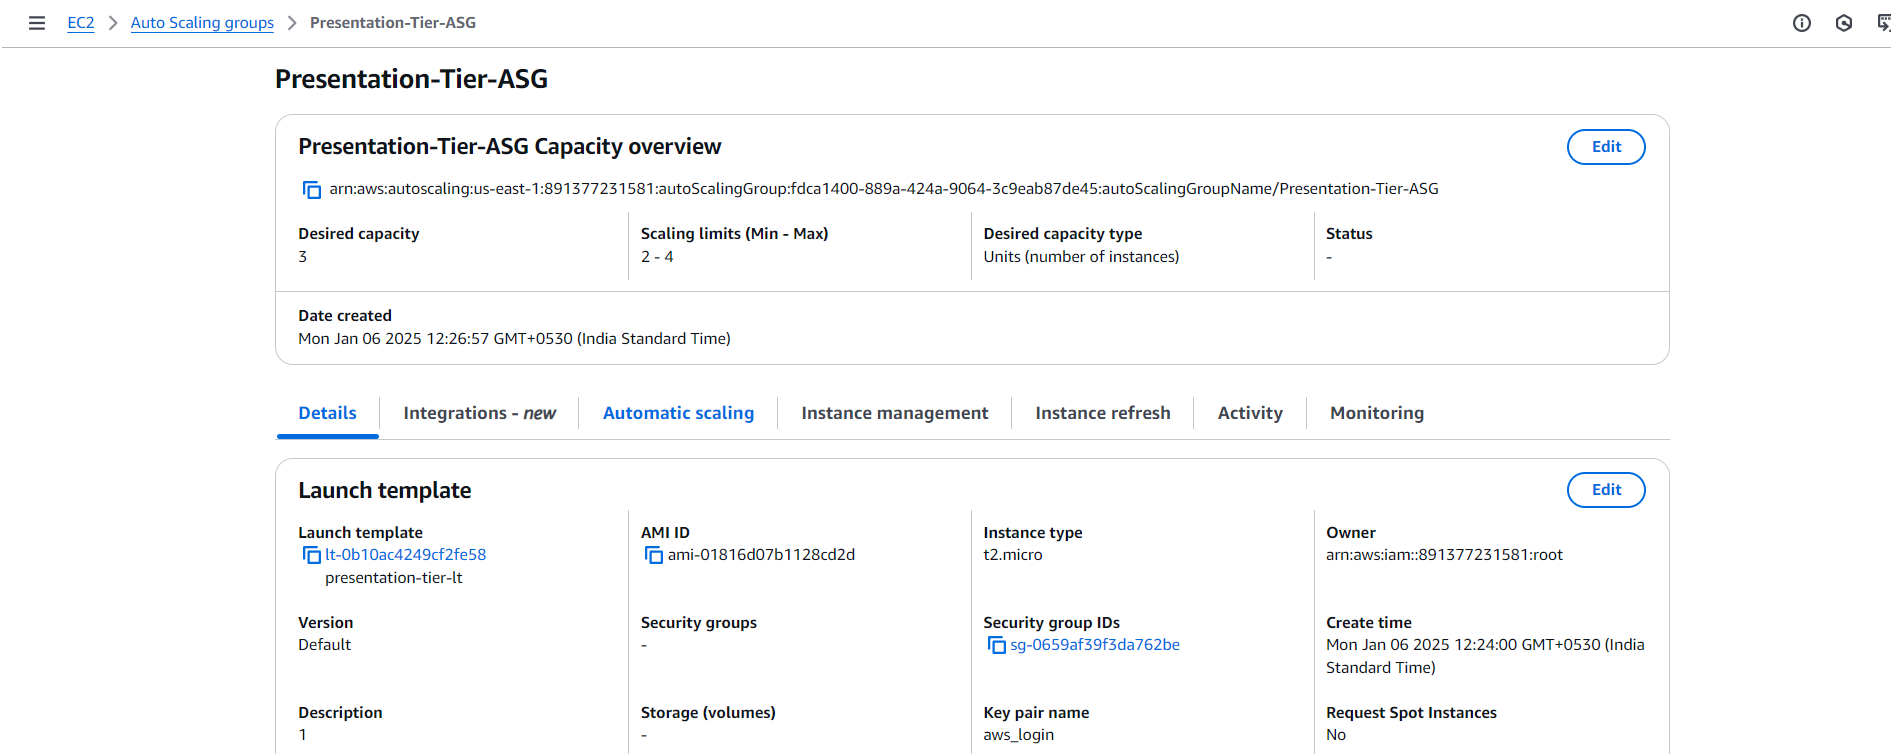 EC2 Auto Scaling groups Presentation-Tier-ASG
Presentation-Tier-ASG
Presentation-Tier-ASG Capacity overview
Edit
arn:aws:autoscaling:us-east-1:891377231581:autoScalingGroup:fdca1400-889a-424a-9064-3c9eab87de45:autoScalingGroupName/Presentation-Tier-ASG
Desired capacity
3
Scaling limits (Min - Max)
2 - 4
Desired capacity type
Units (number of instances)
Status
-
Date created
Mon Jan 06 2025 12:26:57 GMT+0530 (India Standard Time)
Details
Integrations - new
Automatic scaling
Instance management
Instance refresh
Activity
Monitoring
Launch template
Edit
Launch template
lt-0b10ac4249cf2fe58
presentation-tier-lt
AMI ID
ami-01816d07b1128cd2d
Instance type
t2.micro
Owner
arn:aws:iam::891377231581:root
Version
Default
Security groups
-
Security group IDs
sg-0659af39f3da762be
Create time
Mon Jan 06 2025 12:24:00 GMT+0530 (India
Standard Time)
Description
1
Storage (volumes)
-
Key pair name
aws_login
Request Spot Instances
No